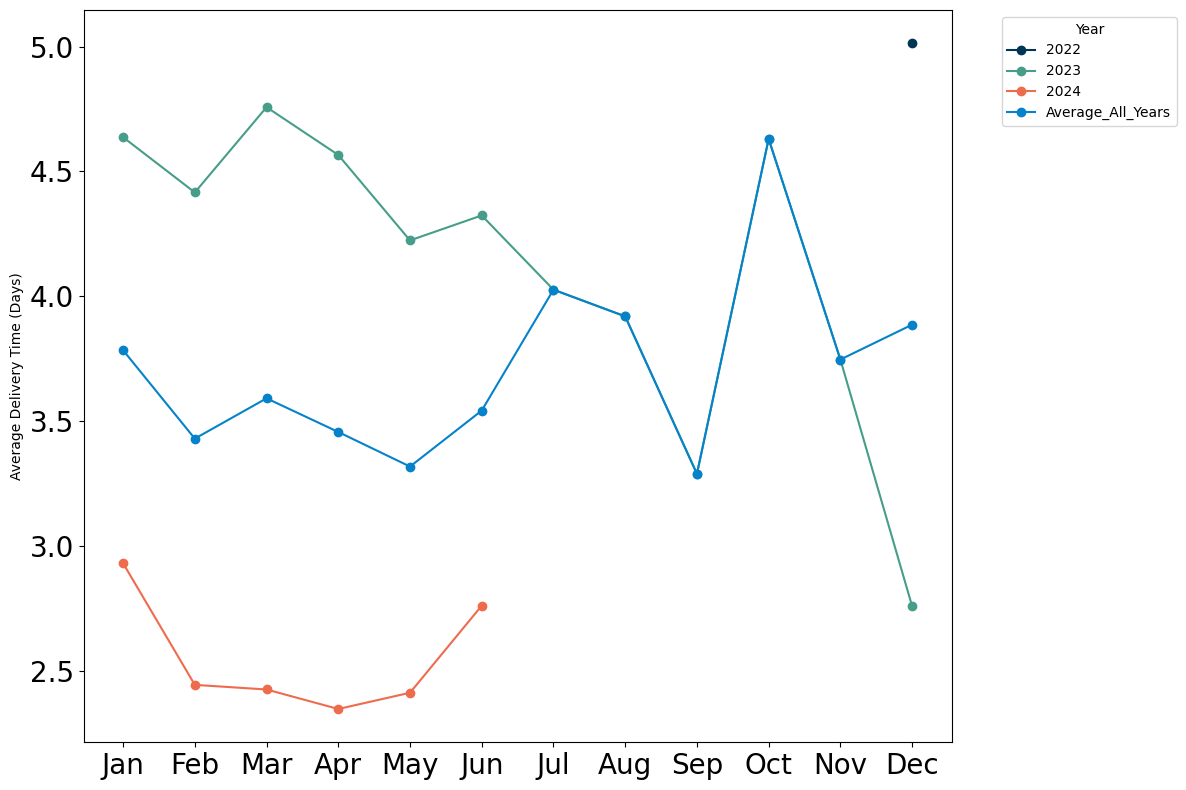 Year
2022
2023
2024
Average_All_Years
Average Delivery Time (Days)
5.0
4.5
4.0
3.5
3.0
2.5
Jan Feb Mar Apr May Jun Jul Aug Sep Oct Nov Dec